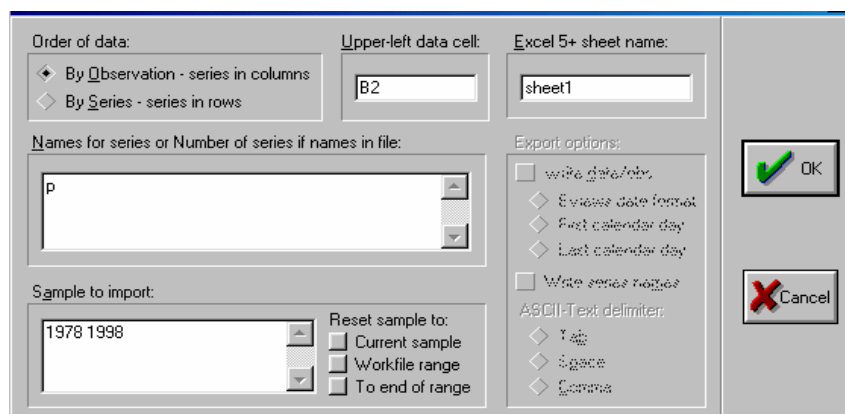 Order of data:
By Observation - series in columns
By Series - series in rows
Upper-left data cell:
B2
Excel 5+ sheet name:
sheet1
Names for series or Number of series if names in file:
p
Sample to import:
1978 1998
Reset sample to:
Current sample
Workfile range
To end of range
Export options:
Write date/obs
Eviews date format
First calendar day
Last calendar day
Write series names
ASCII-Text delimiter:
Tab
Space
Comma
OK
Cancel